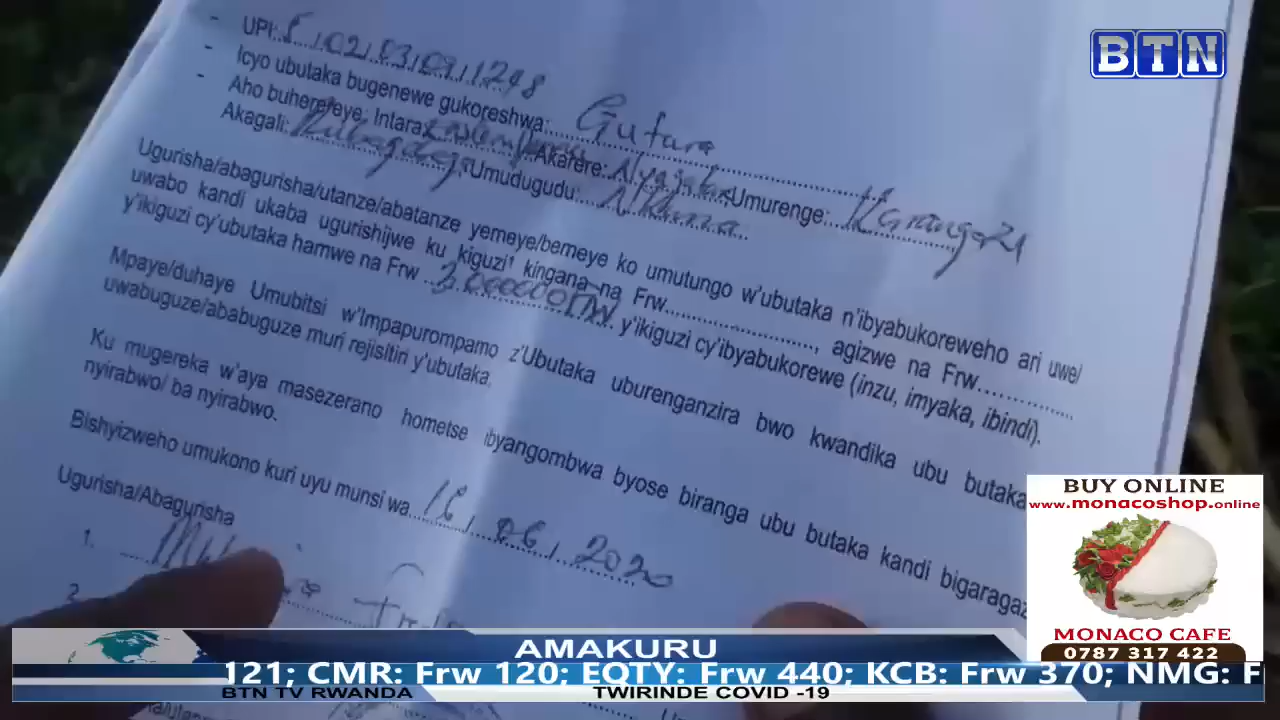 BTN
UPI: 5/02/03/09/1298
Icyo ubutaka bugenewe gukoreshwa: Gutura
Aho buherereye: Intara Akarere: Umurenge:
Akagali: Umudugudu:
Ugurisha/abagurisha/utanze/abatanze yemeye/bemeye ko umutungo w'ubutaka n'ibyabukoreweho ari uwe/
uwabo kandi ukaba ugurishijwe ku kiguzi kingana na Frw, agizwe na Frw
y'ikiguzi cy'ubutaka hamwe na Frw 3.000000 Frw y'ikiguzi cy'ibyabukorewe (inzu, imyaka, ibindi).
Mpaye/duhaye Umubitsi w'Impapurompamo z'Ubutaka uburenganzira bwo kwandika ubu butaka
uwabuguze/ababuguze muri rejisitiri y'ubutaka.
Ku mugereka w'aya masezerano hometse ibyangombwa byose biranga ubu butaka kandi bigaragaz
nyirabwo/ ba nyirabwo.
Bishyizweho umukono kuri uyu munsi wa 16/06/2020
Ugurisha/Abagurisha
1.
2.
BUY ONLINE
www.monacoshop.online
MONACO CAFE
0787 317 422
AMAKURU
121; CMR: Frw 120; EQTY: Frw 440; KCB: Frw 370; NMG: F
BTN TV RWANDA TWIRINDE COVID -19